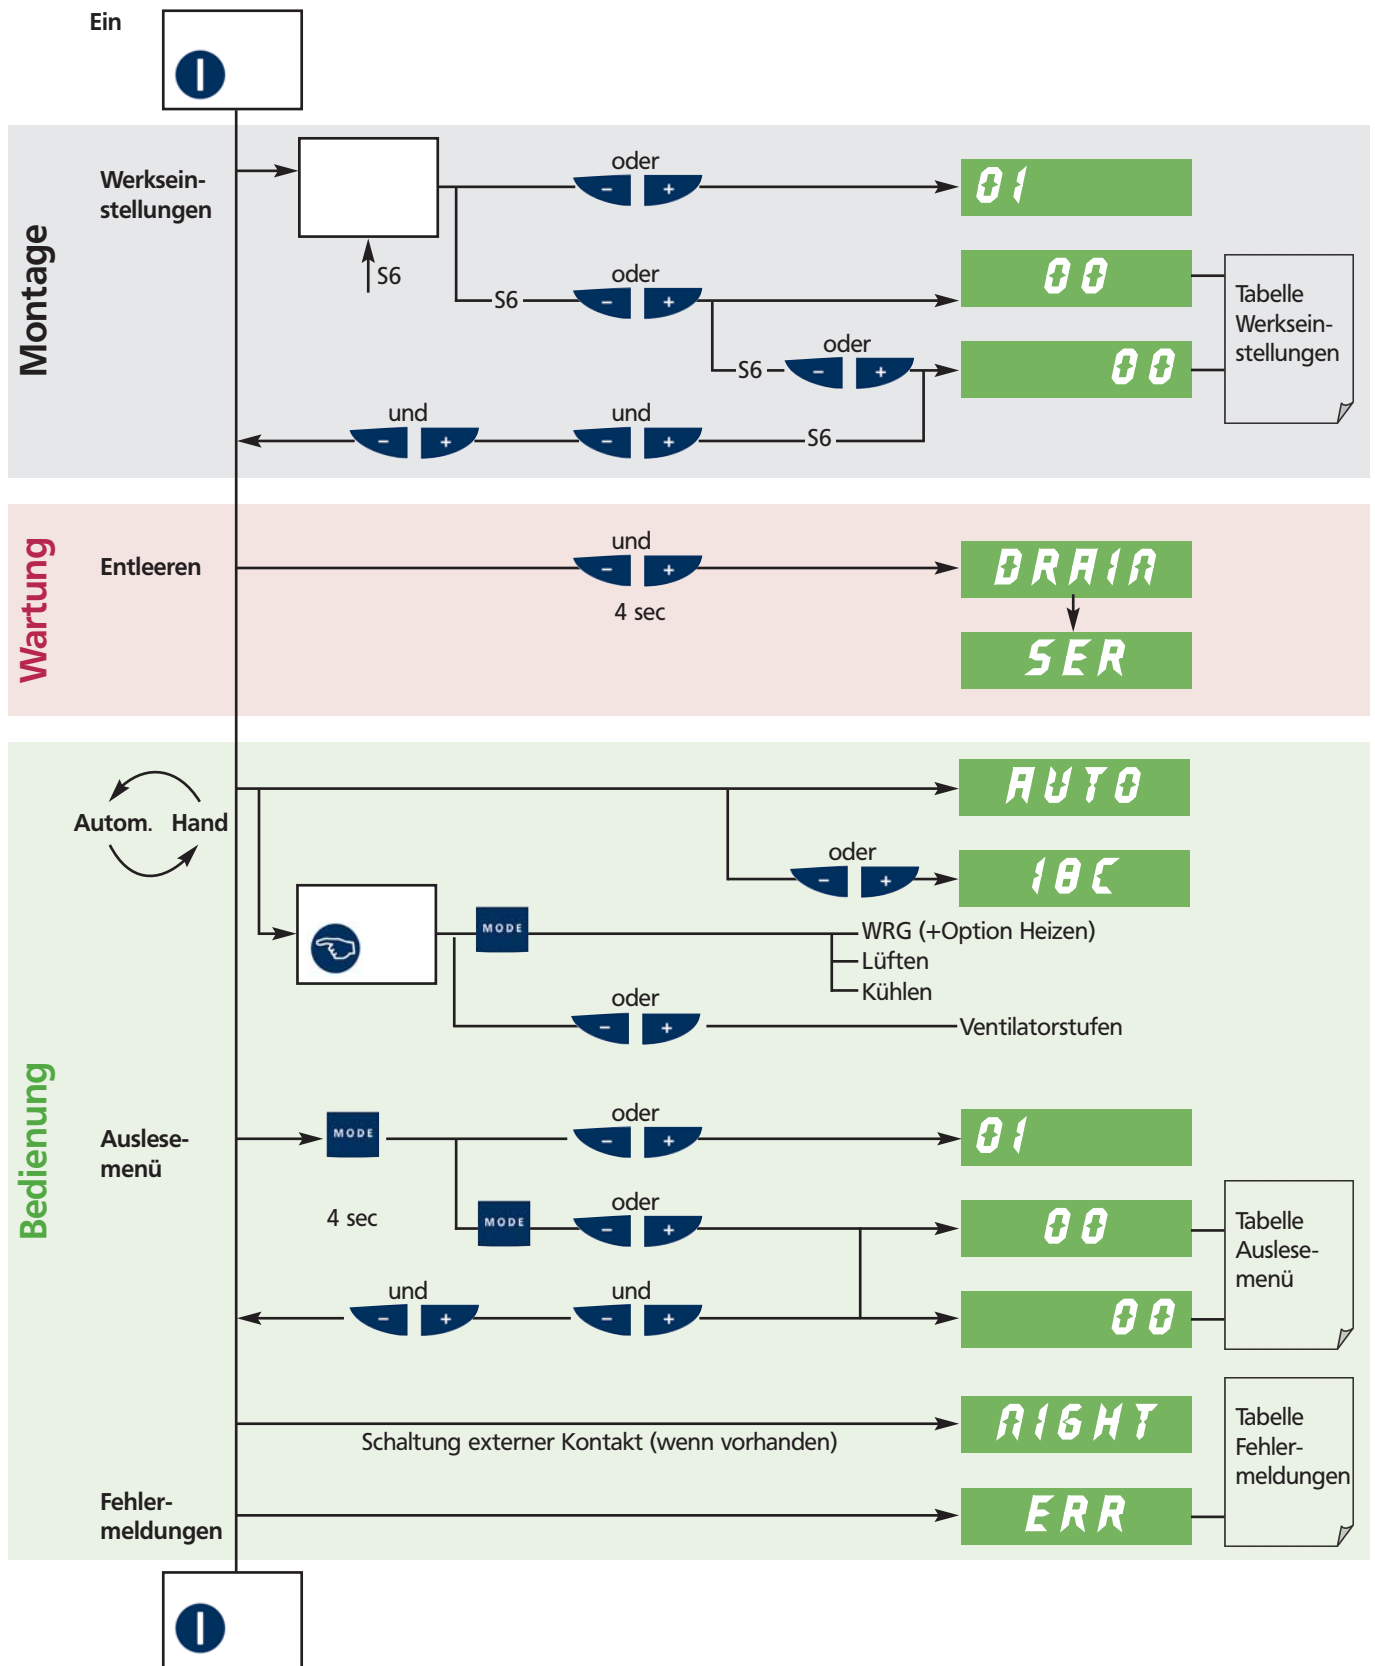 Ein
Montage
Werksein-
stellungen
S6
oder
- +
01
S6
oder
- +
00
S6
oder
- +
00
Tabelle
Werksein-
stellungen
und
- +
und
- +
S6
Wartung
Entleeren
und
- +
4 sec
DRAIN
SER
Bedienung
Autom. Hand
AUTO
oder
- +
18C
MODE
WRG (+Option Heizen)
Lüften
Kühlen
oder
- +
Ventilatorstufen
Auslese-
menü
MODE
4 sec
oder
- +
01
MODE
oder
- +
00
und
- +
und
- +
00
Tabelle
Auslese-
menü
Schaltung externer Kontakt (wenn vorhanden)
NIGHT
Fehler-
meldungen
ERR
Tabelle
Fehler-
meldungen